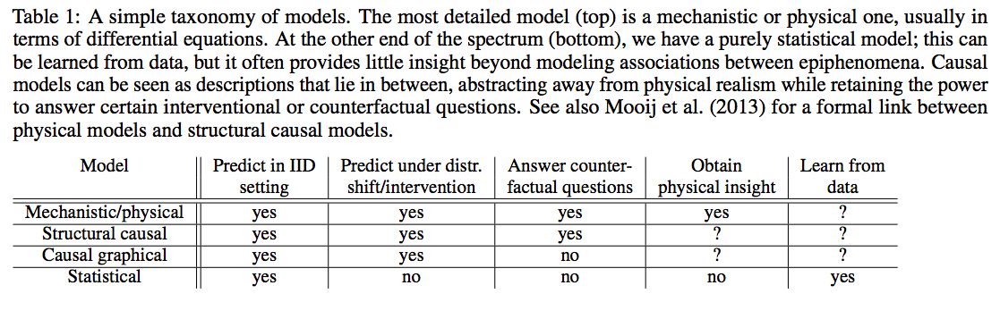 Table 1: A simple taxonomy of models. The most detailed model (top) is a mechanistic or physical one, usually in
terms of differential equations. At the other end of the spectrum (bottom), we have a purely statistical model; this can
be learned from data, but it often provides little insight beyond modeling associations between epiphenomena. Causal
models can be seen as descriptions that lie in between, abstracting away from physical realism while retaining the power
to answer certain interventional or counterfactual questions. See also Mooij et al. (2013) for a formal link between
physical models and structural causal models.
Model Predict in IID Predict under distr. Answer counter- Obtain Learn from
setting shift/intervention factual questions physical insight data
Mechanistic/physical yes yes yes yes ?
Structural causal yes yes yes ? ?
Causal graphical yes yes no ? ?
Statistical yes no no no yes